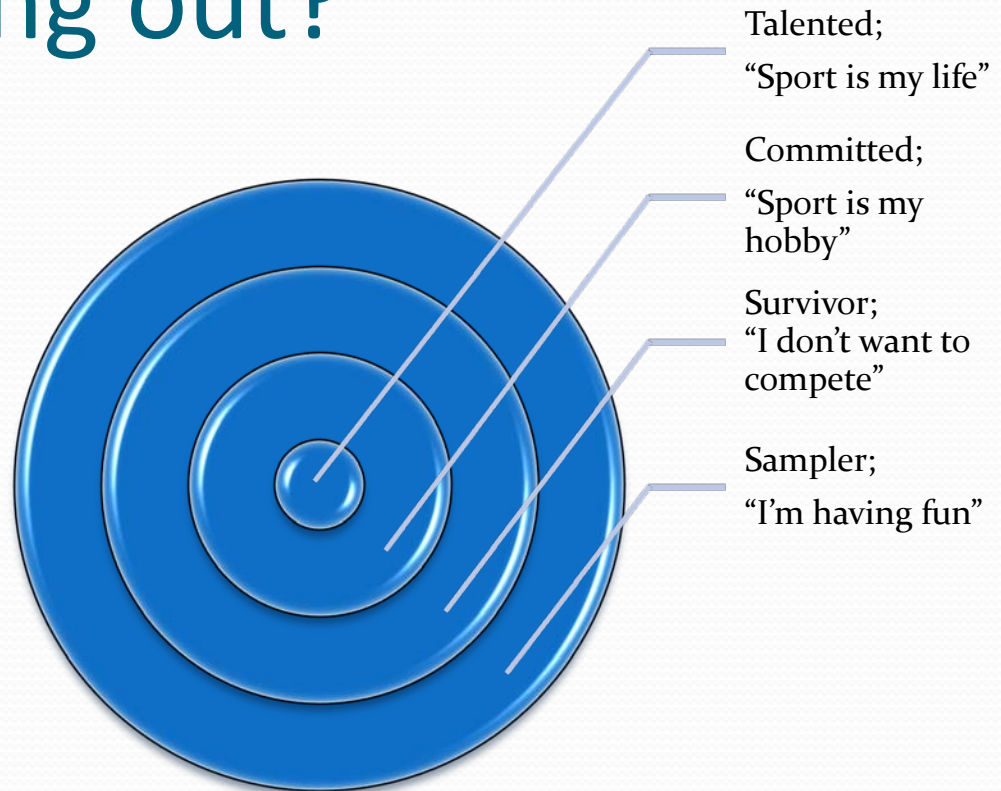 ng out?
Talented;
“Sport is my life”
Committed;
“Sport is my
hobby”
Survivor;
“I don’t want to
compete”
Sampler;
“I’m having fun”